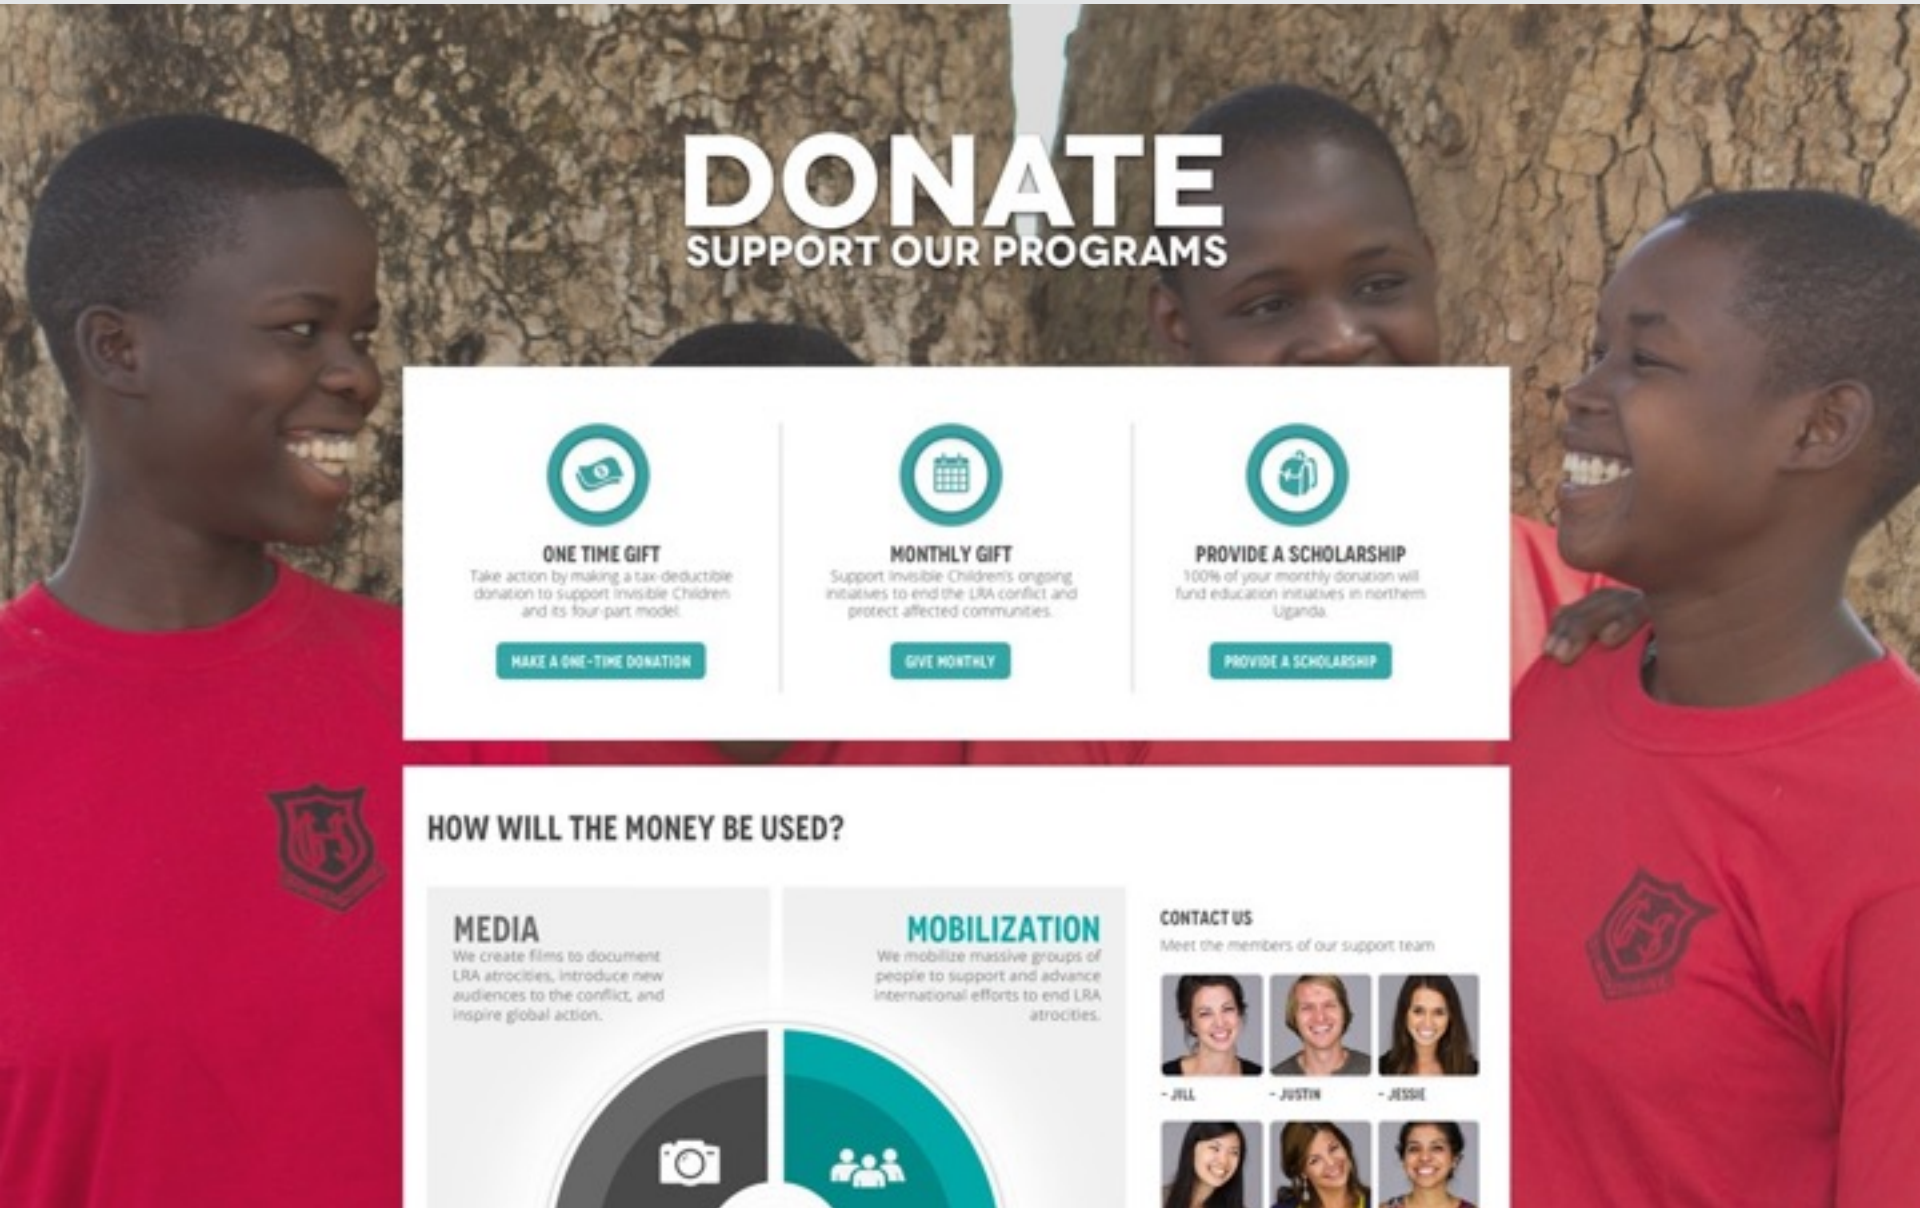 DONATE
SUPPORT OUR PROGRAMS
ONE TIME GIFT
Take action by making a tax-deductible
donation to support Invisible Children
and its four-part model.
MAKE A ONE-TIME DONATION
MONTHLY GIFT
Support Invisible Children's ongoing
initiatives to end the LRA conflict and
protect affected communities.
GIVE MONTHLY
PROVIDE A SCHOLARSHIP
100% of your monthly donation will
fund education initiatives in northern
Uganda.
PROVIDE A SCHOLARSHIP
HOW WILL THE MONEY BE USED?
MEDIA
We create films to document
LRA atrocities, introduce new
audiences to the conflict, and
inspire global action.
MOBILIZATION
We mobilize massive groups of
people to support and advance
international efforts to end LRA
atrocities.
CONTACT US
Meet the members of our support team
- JILL
- JUSTIN
- JESSIE